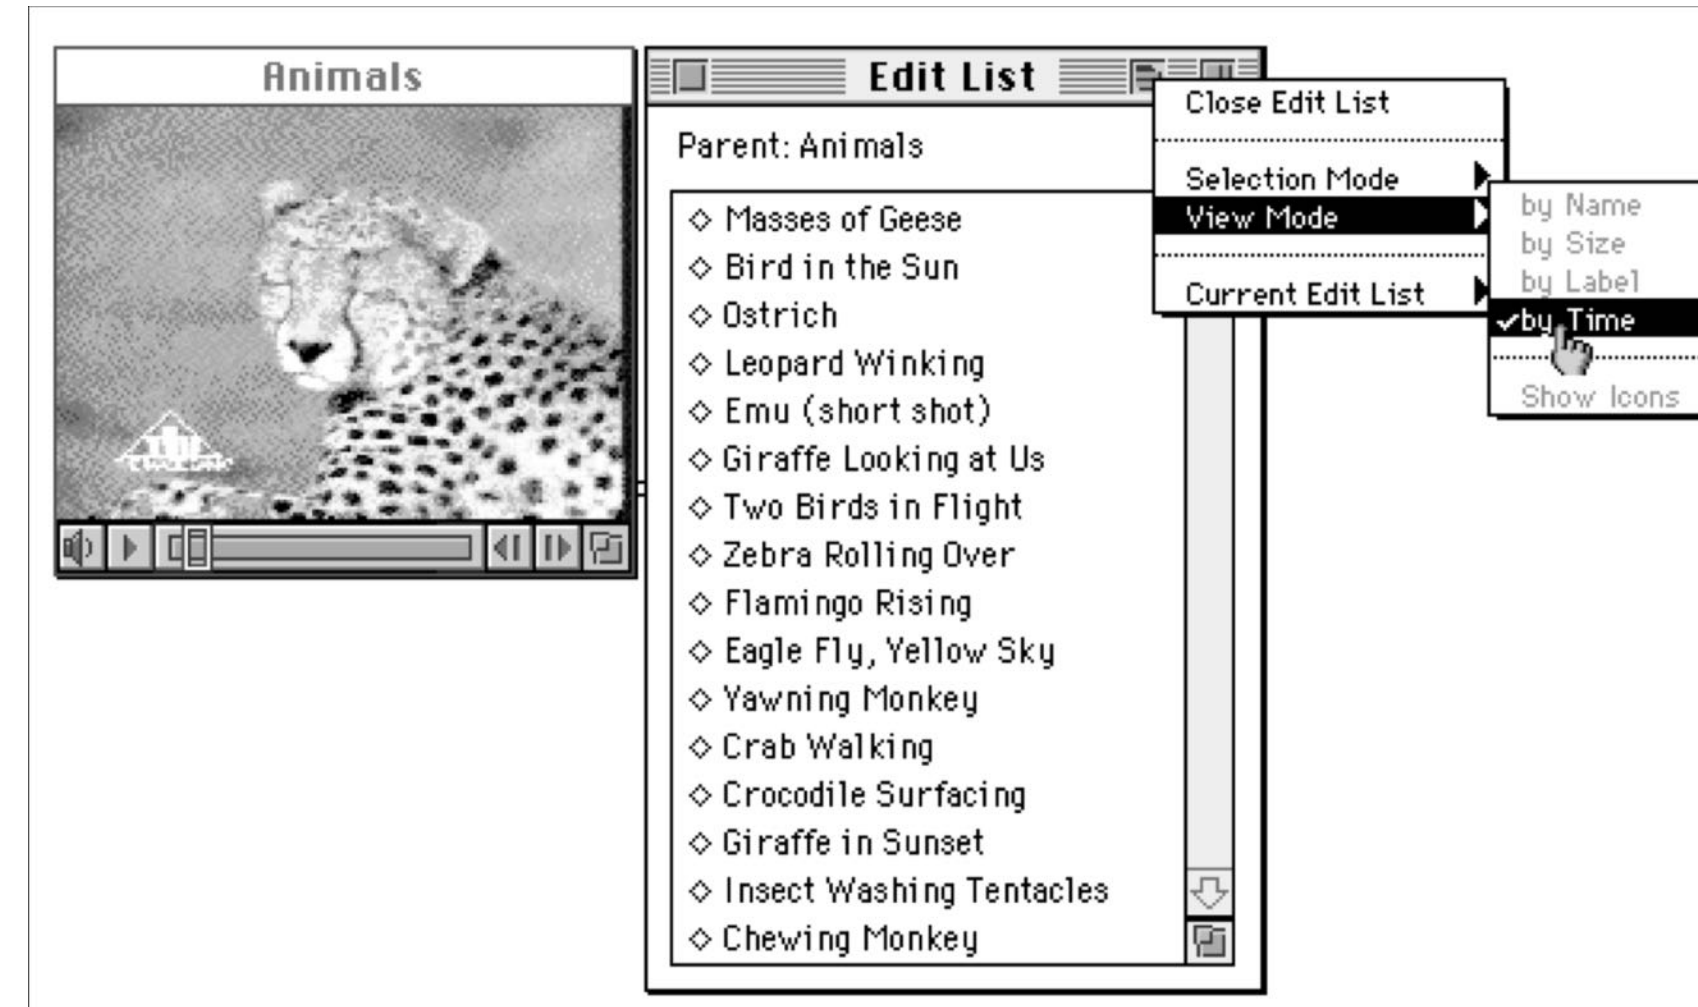 Animals
Edit List
Parent: Animals
Masses of Geese
Bird in the Sun
Ostrich
Leopard Winking
Emu (short shot)
Giraffe Looking at Us
Two Birds in Flight
Zebra Rolling Over
Flamingo Rising
Eagle Fly, Yellow Sky
Yawning Monkey
Crab Walking
Crocodile Surfacing
Giraffe in Sunset
Insect Washing Tentacles
Chewing Monkey
Close Edit List
Selection Mode
View Mode
Current Edit List
by Name
by Size
by Label
by Time
Show Icons